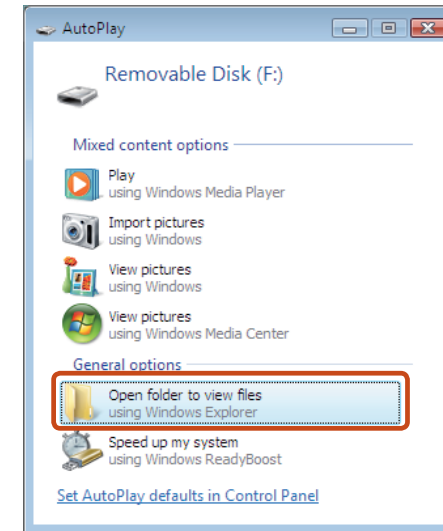 AutoPlay
Removable Disk (F:)
Mixed content options
Play
using Windows Media Player
Import pictures
using Windows
View pictures
using Windows
View pictures
using Windows Media Center
General options
Open folder to view files
using Windows Explorer
Speed up my system
using Windows ReadyBoost
Set AutoPlay defaults in Control Panel